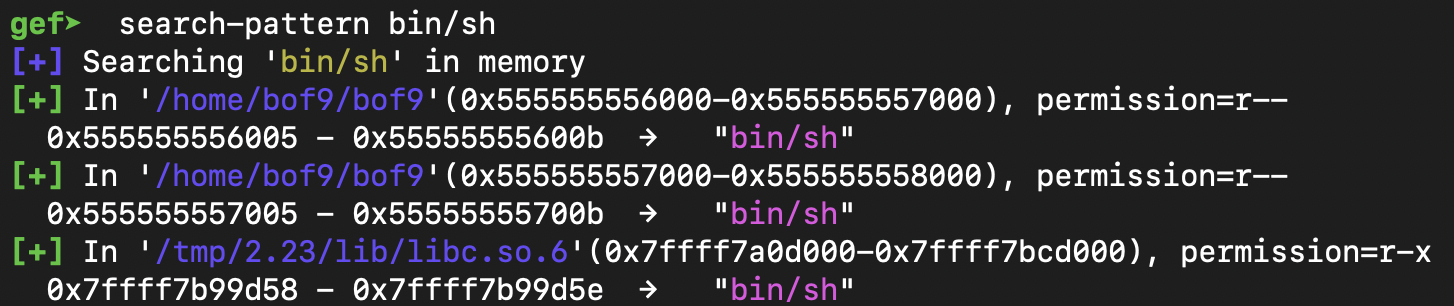 gef➤  search-pattern bin/sh
[+] Searching 'bin/sh' in memory
[+] In '/home/bof9/bof9'(0x555555556000-0x555555557000), permission=r--
  0x555555556005 - 0x55555555600b  →   "bin/sh"
[+] In '/home/bof9/bof9'(0x555555557000-0x555555558000), permission=r--
  0x555555557005 - 0x55555555700b  →   "bin/sh"
[+] In '/tmp/2.23/lib/libc.so.6'(0x7ffff7a0d000-0x7ffff7bcd000), permission=r-x
  0x7ffff7b99d58 - 0x7ffff7b99d5e  →   "bin/sh"